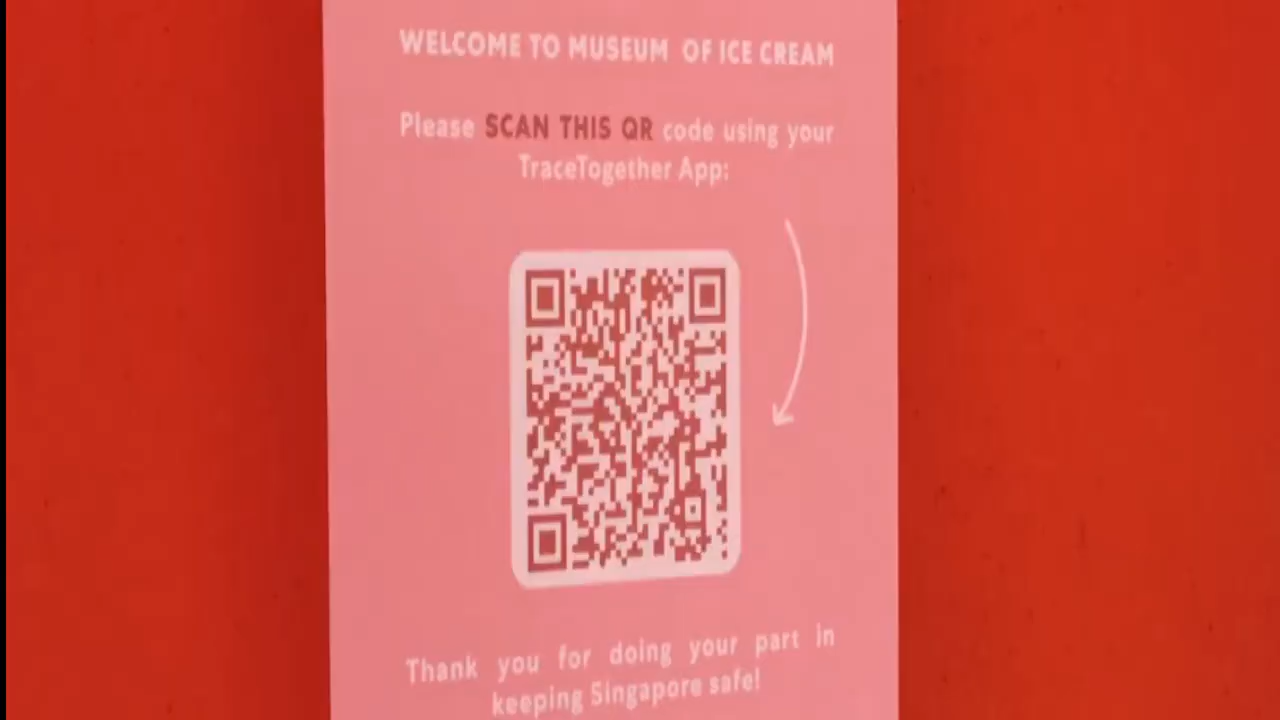 WELCOME TO MUSEUM OF ICE CREAM
Please SCAN THIS QR code using your
TraceTogether App:
Thank you for doing your part in
keeping Singapore safe!